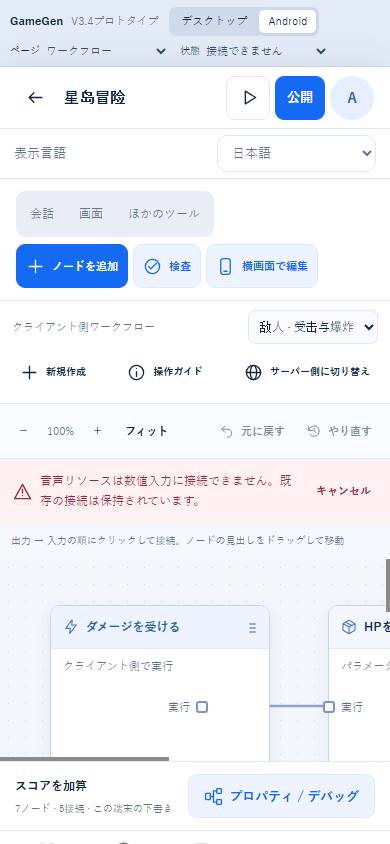 GameGen V3.4プロトタイプ デスクトップ Android
ページ ワークフロー 状態 接続できません
星岛冒险 公開 A
表示言語 日本語
会話 画面 ほかのツール
ノードを追加 検査 横画面で編集
クライアント側ワークフロー 敌人 · 受击与爆炸
新規作成 操作ガイド サーバー側に切り替え
− 100% + フィット 元に戻す やり直す
音声リソースは数値入力に接続できません。既
存の接続は保持されています。
キャンセル
出力 → 入力の順にクリックして接続。ノードの見出しをドラッグして移動
ダメージを受ける HPを
クライアント側で実行 パラメー
実行 実行
スコアを加算
7ノード · 5接続 · この端末の下書き
プロパティ / デバッグ